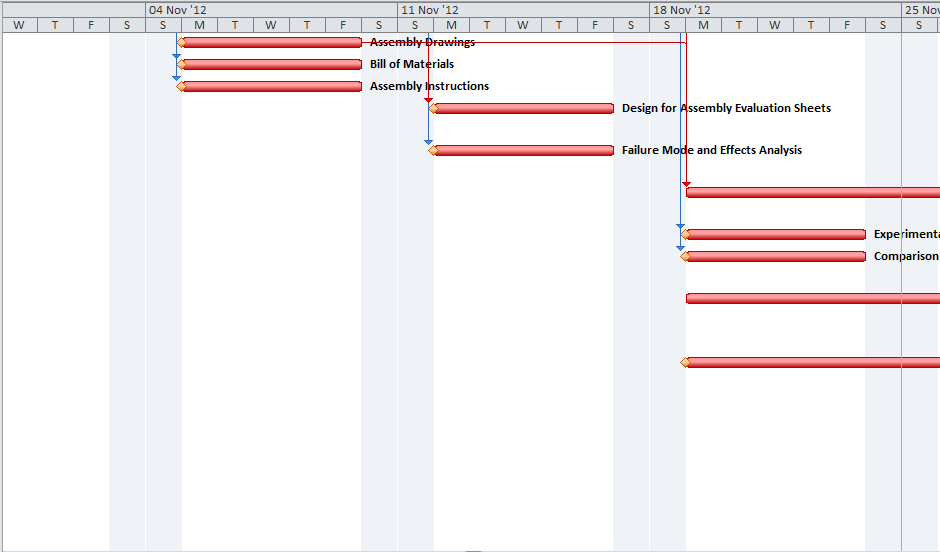 04 Nov '12 11 Nov '12 18 Nov '12 25 Nov
W T F S S M T W T F S S M T W T F S S M T W T F S S
Assembly Drawings
Bill of Materials
Assembly Instructions
Design for Assembly Evaluation Sheets
Failure Mode and Effects Analysis
Experimenta
Comparison